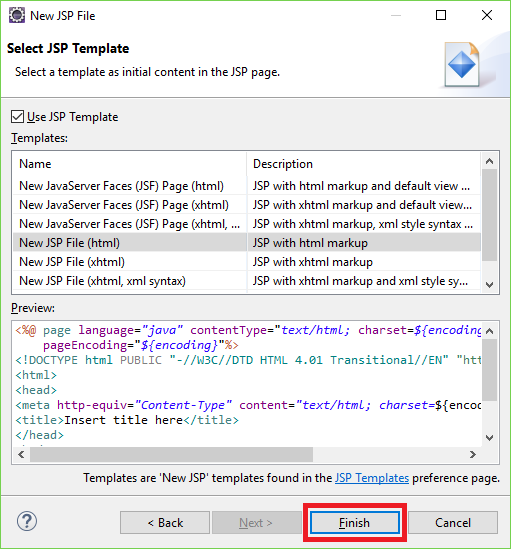 New JSP File
Select JSP Template
Select a template as initial content in the JSP page.
Use JSP Template
Templates:
Name Description
New JavaServer Faces (JSF) Page (html) JSP with html markup and default view ...
New JavaServer Faces (JSF) Page (xhtml) JSP with xhtml markup and default view...
New JavaServer Faces (JSF) Page (xhtml, ... JSP with xhtml markup, xml style syntax ...
New JSP File (html) JSP with html markup
New JSP File (xhtml) JSP with xhtml markup
New JSP File (xhtml, xml syntax) JSP with xhtml markup and xml style sy...
Preview:
<%@ page language="java" contentType="text/html; charset=${encoding
pageEncoding="${encoding}"%>
<!DOCTYPE html PUBLIC "-//W3C//DTD HTML 4.01 Transitional//EN" "htt
<html>
<head>
<meta http-equiv="Content-Type" content="text/html; charset=${encod
<title>Insert title here</title>
</head>
Templates are 'New JSP' templates found in the JSP Templates preference page.
? < Back Next > Finish Cancel